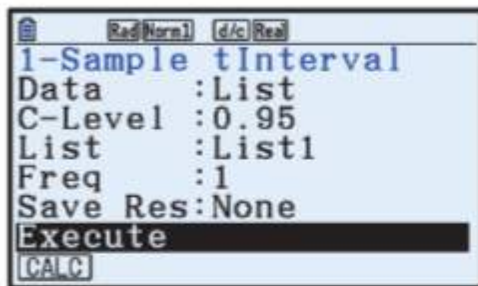 Rad Norm1 d/c Real
1-Sample tInterval
Data :List
C-Level :0.95
List :List1
Freq :1
Save Res:None
Execute
CALC